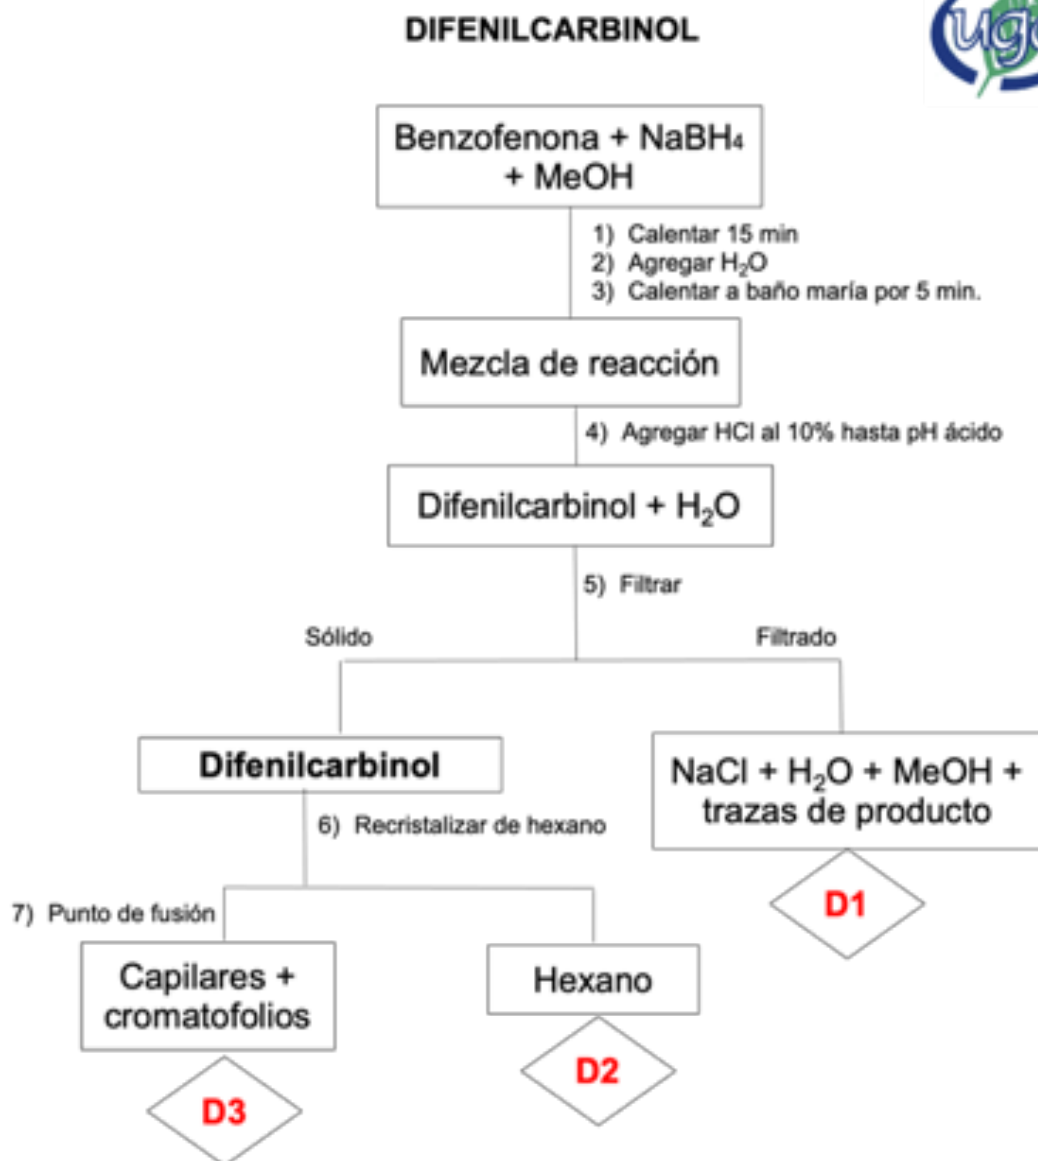 DIFENILCARBINOL
Benzofenona + NaBH₄
+ MeOH
1) Calentar 15 min
2) Agregar H₂O
3) Calentar a baño maría por 5 min.
Mezcla de reacción
4) Agregar HCl al 10% hasta pH ácido
Difenilcarbinol + H₂O
5) Filtrar
Sólido
Filtrado
Difenilcarbinol
NaCl + H₂O + MeOH +
trazas de producto
6) Recristalizar de hexano
D1
7) Punto de fusión
Capilares +
cromatofolios
Hexano
D2
D3